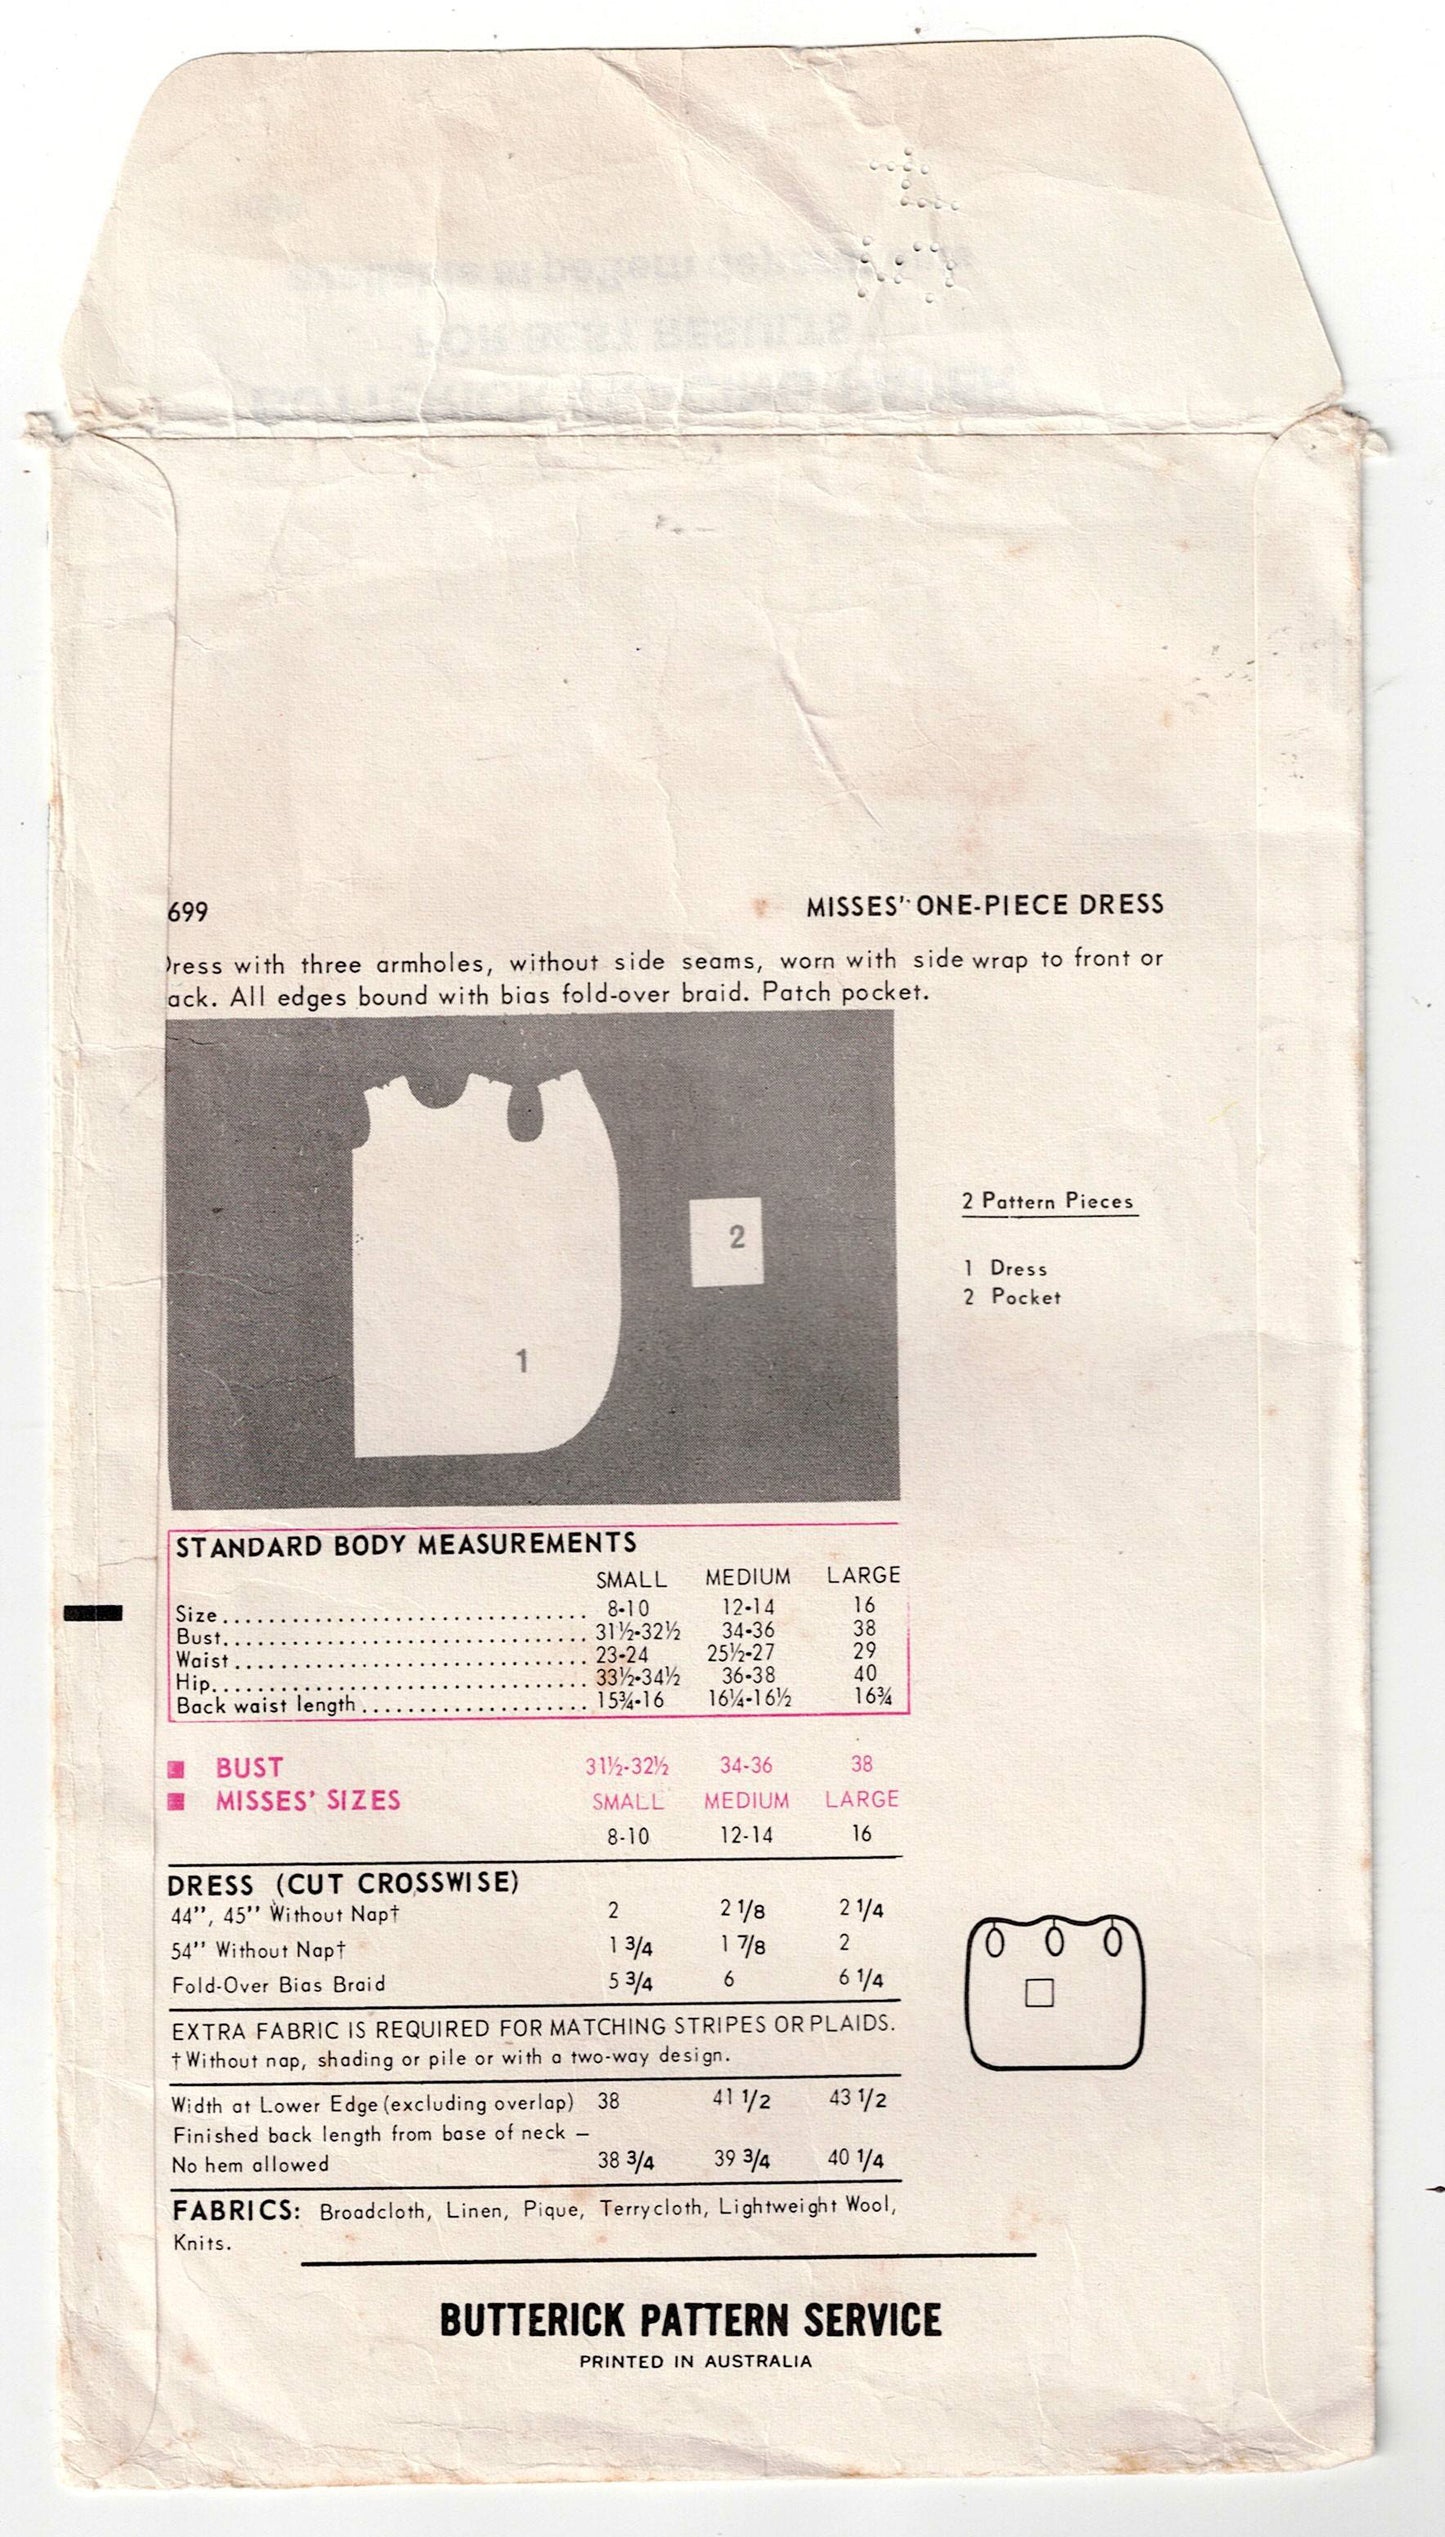 699 MISSES' ONE-PIECE DRESS
ress with three armholes, without side seams, worn with side wrap to front or
ack. All edges bound with bias fold-over braid. Patch pocket.
1
2
2 Pattern Pieces
1 Dress
2 Pocket
STANDARD BODY MEASUREMENTS
SMALL MEDIUM LARGE
Size 8-10 12-14 16
Bust 31½-32½ 34-36 38
Waist 23-24 25½-27 29
Hip 33½-34½ 36-38 40
Back waist length 15¾-16 16¼-16½ 16¾
BUST 31½-32½ 34-36 38
MISSES' SIZES SMALL MEDIUM LARGE
8-10 12-14 16
DRESS (CUT CROSSWISE)
44'', 45'' Without Nap† 2 2 1/8 2 1/4
54'' Without Nap† 1 3/4 1 7/8 2
Fold-Over Bias Braid 5 3/4 6 6 1/4
EXTRA FABRIC IS REQUIRED FOR MATCHING STRIPES OR PLAIDS.
†Without nap, shading or pile or with a two-way design.
Width at Lower Edge (excluding overlap) 38 41 1/2 43 1/2
Finished back length from base of neck –
No hem allowed 38 3/4 39 3/4 40 1/4
FABRICS: Broadcloth, Linen, Pique, Terrycloth, Lightweight Wool,
Knits.
BUTTERICK PATTERN SERVICE
PRINTED IN AUSTRALIA